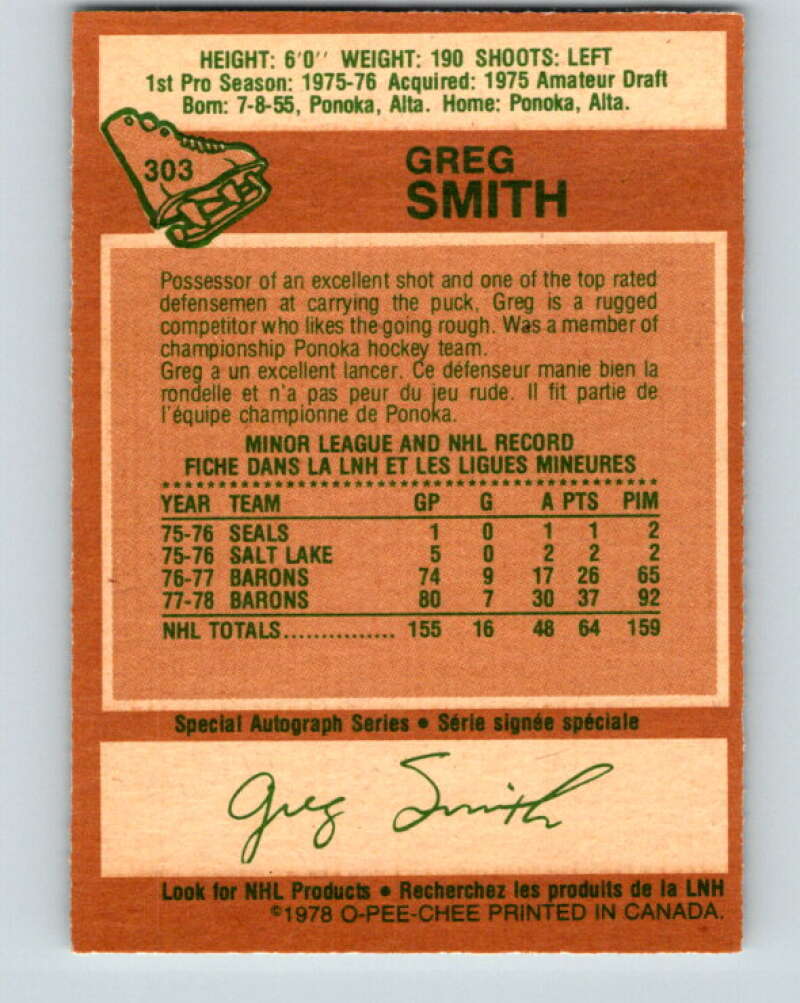 HEIGHT: 6'0'' WEIGHT: 190 SHOOTS: LEFT
1st Pro Season: 1975-76 Acquired: 1975 Amateur Draft
Born: 7-8-55, Ponoka, Alta. Home: Ponoka, Alta.
303
GREG
SMITH
Possessor of an excellent shot and one of the top rated
defensemen at carrying the puck, Greg is a rugged
competitor who likes the going rough. Was a member of
championship Ponoka hockey team.
Greg a un excellent lancer. Ce défenseur manie bien la
rondelle et n'a pas peur du jeu rude. Il fit partie de
l'équipe championne de Ponoka.
MINOR LEAGUE AND NHL RECORD
FICHE DANS LA LNH ET LES LIGUES MINEURES
YEAR TEAM GP G A PTS PIM
75-76 SEALS 1 0 1 1 2
75-76 SALT LAKE 5 0 2 2 2
76-77 BARONS 74 9 17 26 65
77-78 BARONS 80 7 30 37 92
NHL TOTALS............... 155 16 48 64 159
Special Autograph Series • Série signée spéciale
Greg Smith
Look for NHL Products • Recherchez les produits de la LNH
©1978 O-PEE-CHEE PRINTED IN CANADA.